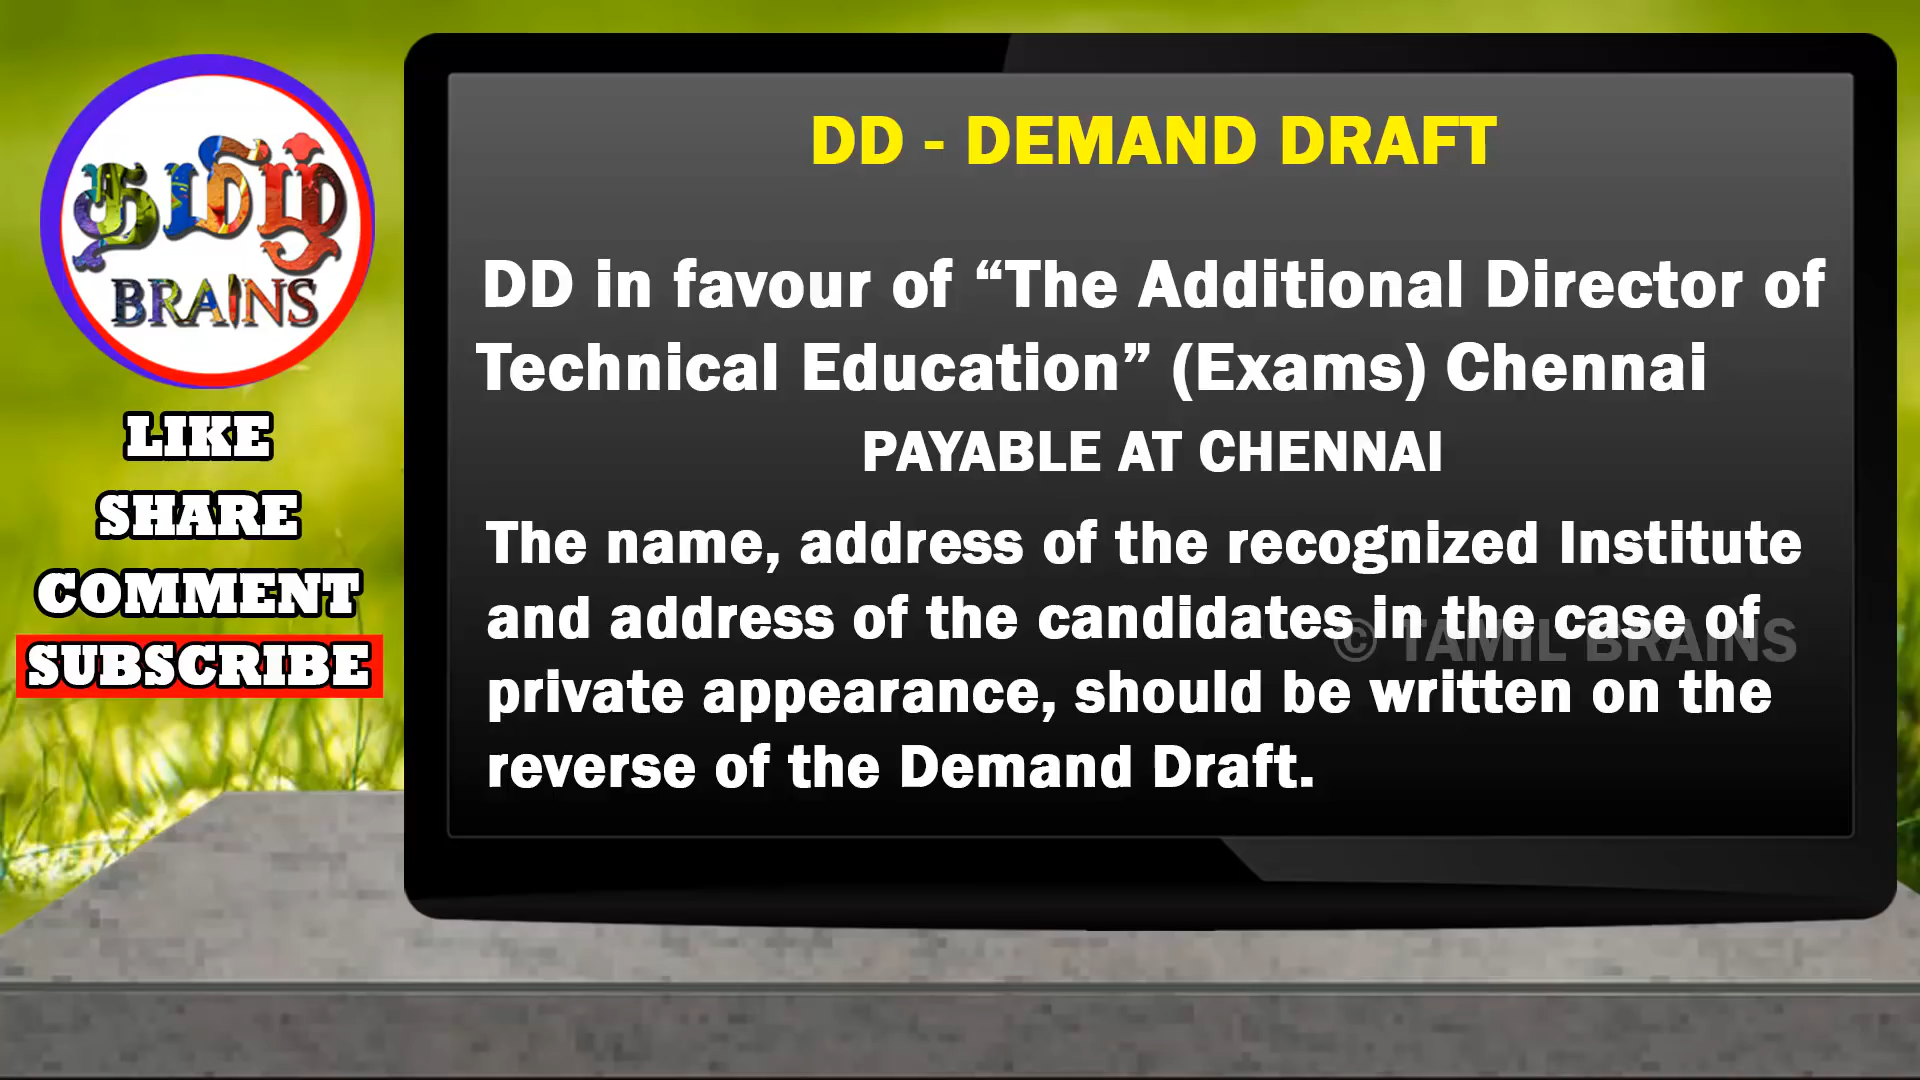 தமிழ்
BRAINS
LIKE
SHARE
COMMENT
SUBSCRIBE
DD - DEMAND DRAFT
DD in favour of “The Additional Director of
Technical Education” (Exams) Chennai
PAYABLE AT CHENNAI
The name, address of the recognized Institute
and address of the candidates in the case of
private appearance, should be written on the
reverse of the Demand Draft.
© TAMIL BRAINS